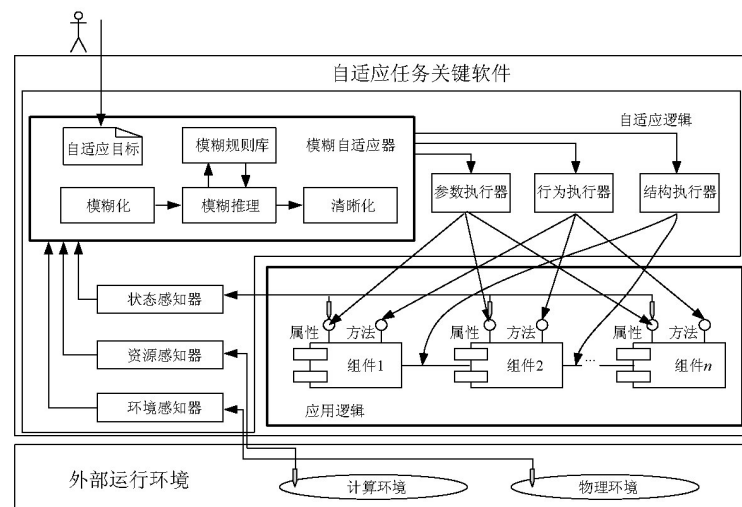 自适应任务关键软件
自适应逻辑
自适应目标
模糊规则库
模糊自适应器
模糊化
模糊推理
清晰化
参数执行器
行为执行器
结构执行器
状态感知器
资源感知器
环境感知器
属性
方法
属性
方法
属性
方法
组件1
组件2
...
组件n
应用逻辑
外部运行环境
计算环境
物理环境